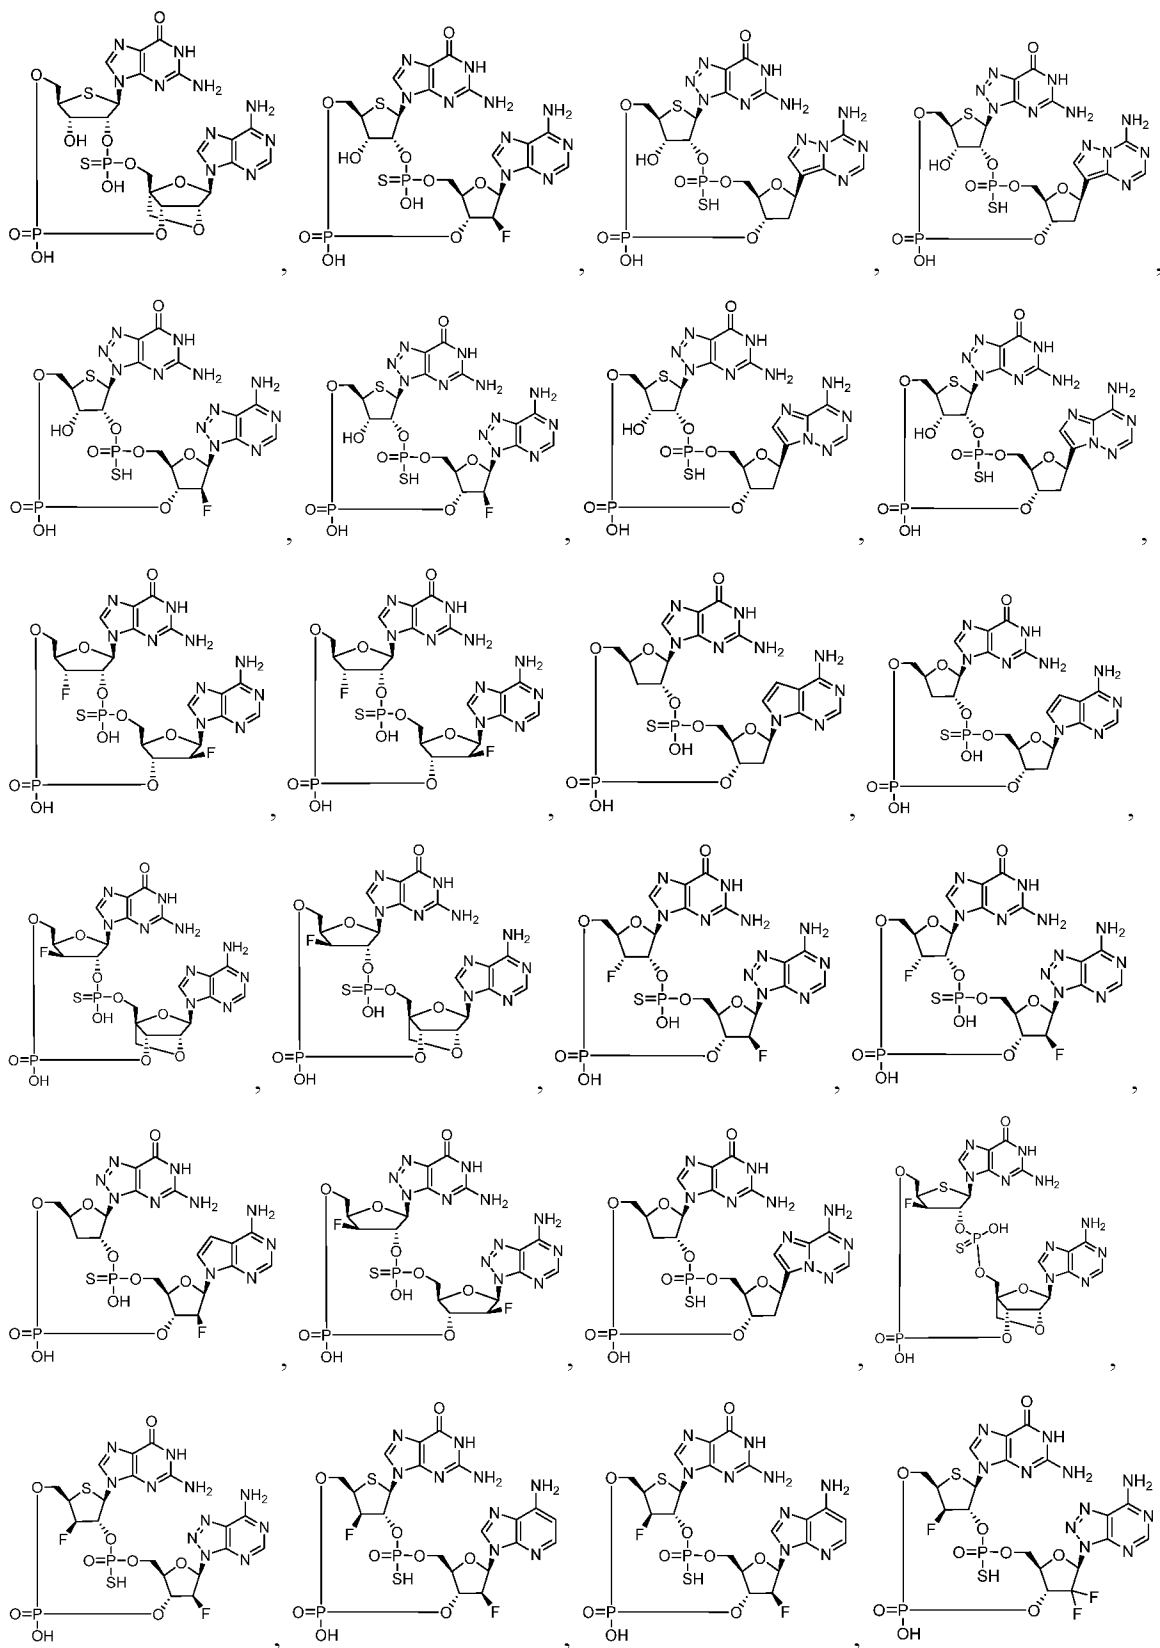 O
N NH
O S N N NH2
OH O NH2
S=P O N N
OH O N N
O=P O O
OH ,
O
N NH
O S N N NH2
HO O NH2
S=P O O N N
OH N N
O=P O F
OH ,
O
N NH
N
O S N N NH2
HO O NH2
O=P O O N N N
SH N
O=P O
OH ,
O
N NH
N
O S N N NH2
HO O NH2
O=P O O N N N
SH N
O=P O
OH ,
O
N NH
N
O S N N NH2
HO O NH2
O=P O O N N N
SH N N
O=P O F
OH ,
O
N NH
N
O S N N NH2
HO O NH2
O=P O O N N N
SH N N
O=P O F
OH ,
O
N NH
N
O S N N NH2
HO O NH2
O=P O O N N
SH N N
O=P O
OH ,
O
N NH
N
O S N N NH2
HO O NH2
O=P O O N N
SH N N
O=P O
OH ,
O
N NH
O O N N NH2
F O NH2
S=P O O N N
OH N N
F
O=P O
OH ,
O
N NH
O O N N NH2
F O NH2
S=P O O N N
OH N N
F
O=P O
OH ,
O
N NH
O O N N NH2
O NH2
S=P O O N
OH N N
O=P O
OH ,
O
N NH
O O N N NH2
O NH2
S=P O O N
OH N N
O=P O
OH ,
O
N NH
O O N N NH2
F O NH2
S=P O N N
OH O N N
O=P O O
OH ,
O
N NH
O O N N NH2
F O NH2
S=P O N N
OH O N N
O=P O O
OH ,
O
N NH
O O N N NH2
F O NH2
S=P O O N N N
OH N N
O=P O F
OH ,
O
N NH
O O N N NH2
F O NH2
S=P O O N N N
OH N N
O=P O F
OH ,
O
N NH
N
O O N N NH2
O NH2
S=P O O N
OH N N
O=P O F
OH ,
O
N NH
N
O O N N NH2
F O NH2
S=P O O N N N
OH N N
F
O=P O
OH ,
O
N NH
O O N N NH2
O NH2
O=P O O N N
SH N N
O=P O
OH ,
O
N NH
O S N N NH2
F O OH
S=P NH2
O N N
O N N
O=P O O
OH ,
O
N NH
O S N N NH2
F O NH2
O=P O O N N N
SH N N
O=P O F
OH ,
O
N NH
O S N N NH2
F O NH2
O=P O O N
SH N N
O=P O F
OH ,
O
N NH
O S N N NH2
F O NH2
O=P O O N
SH N N
O=P O F
OH ,
O
N NH
O S N N NH2
F O NH2
O=P O O N N N
SH N N
F
O=P O F
OH ,